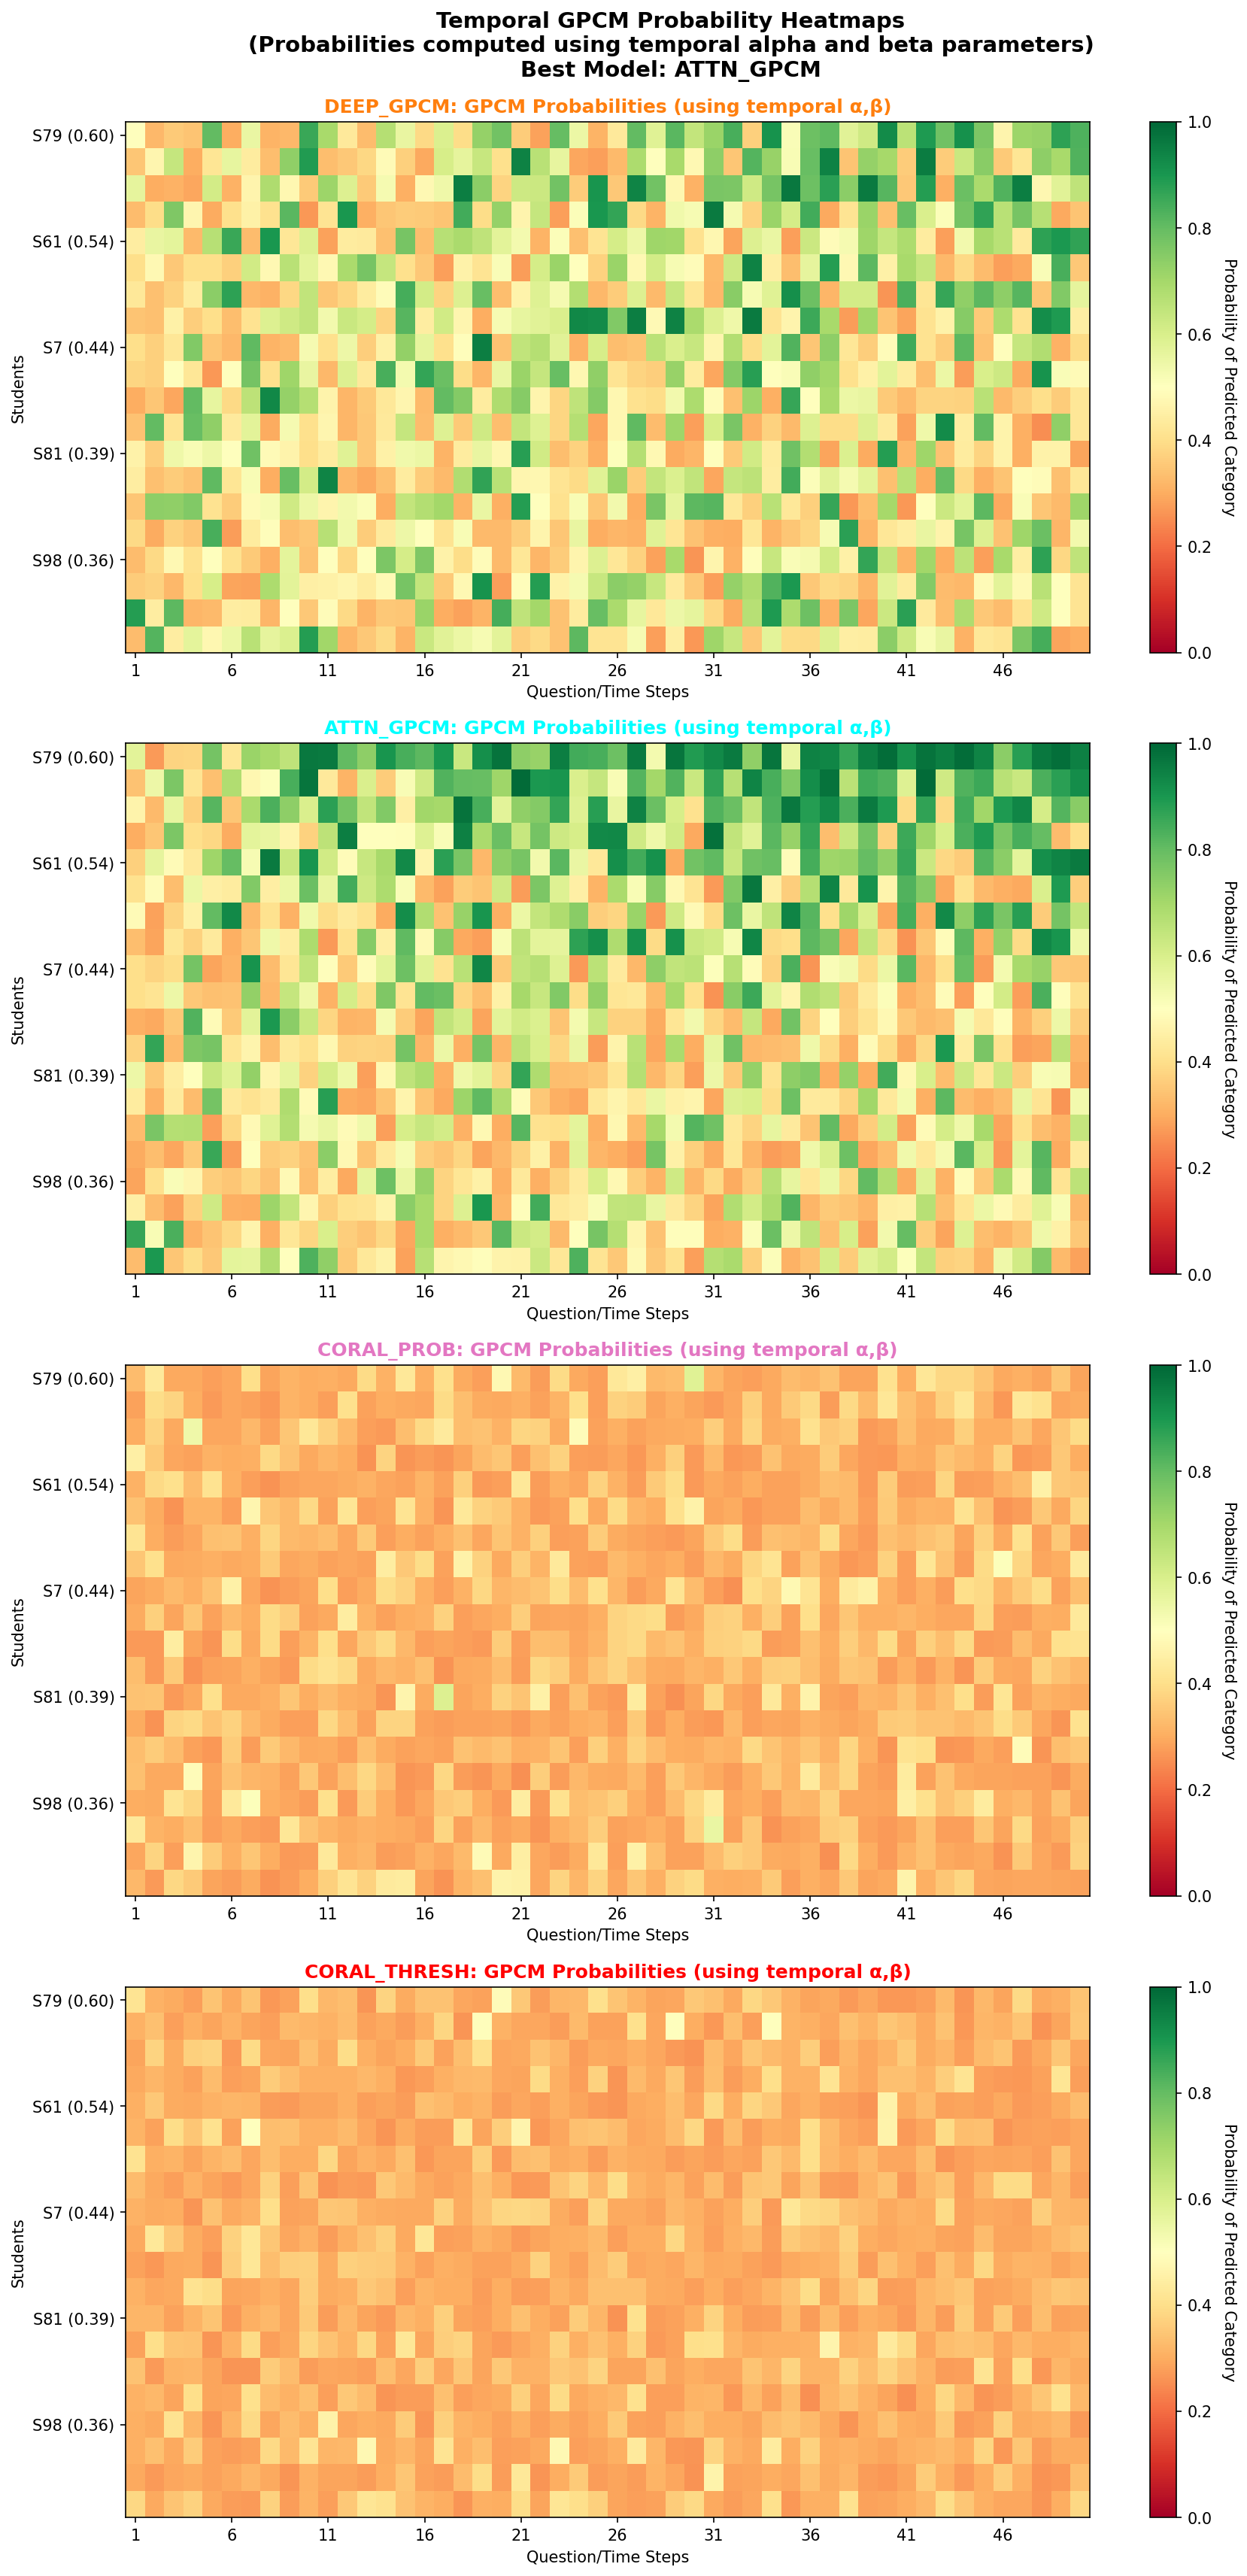 Temporal GPCM Probability Heatmaps
(Probabilities computed using temporal alpha and beta parameters)
Best Model: ATTN_GPCM
DEEP_GPCM: GPCM Probabilities (using temporal α,β)
S79 (0.60)
S61 (0.54)
S7 (0.44)
S81 (0.39)
S98 (0.36)
Students
1 6 11 16 21 26 31 36 41 46
Question/Time Steps
1.0
0.8
0.6
0.4
0.2
0.0
Probability of Predicted Category
ATTN_GPCM: GPCM Probabilities (using temporal α,β)
S79 (0.60)
S61 (0.54)
S7 (0.44)
S81 (0.39)
S98 (0.36)
Students
1 6 11 16 21 26 31 36 41 46
Question/Time Steps
1.0
0.8
0.6
0.4
0.2
0.0
Probability of Predicted Category
CORAL_PROB: GPCM Probabilities (using temporal α,β)
S79 (0.60)
S61 (0.54)
S7 (0.44)
S81 (0.39)
S98 (0.36)
Students
1 6 11 16 21 26 31 36 41 46
Question/Time Steps
1.0
0.8
0.6
0.4
0.2
0.0
Probability of Predicted Category
CORAL_THRESH: GPCM Probabilities (using temporal α,β)
S79 (0.60)
S61 (0.54)
S7 (0.44)
S81 (0.39)
S98 (0.36)
Students
1 6 11 16 21 26 31 36 41 46
Question/Time Steps
1.0
0.8
0.6
0.4
0.2
0.0
Probability of Predicted Category